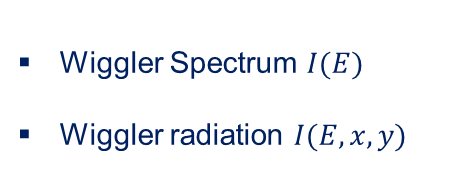 ▪ Wiggler Spectrum 𝐼(𝐸)
▪ Wiggler radiation 𝐼(𝐸, 𝑥, 𝑦)